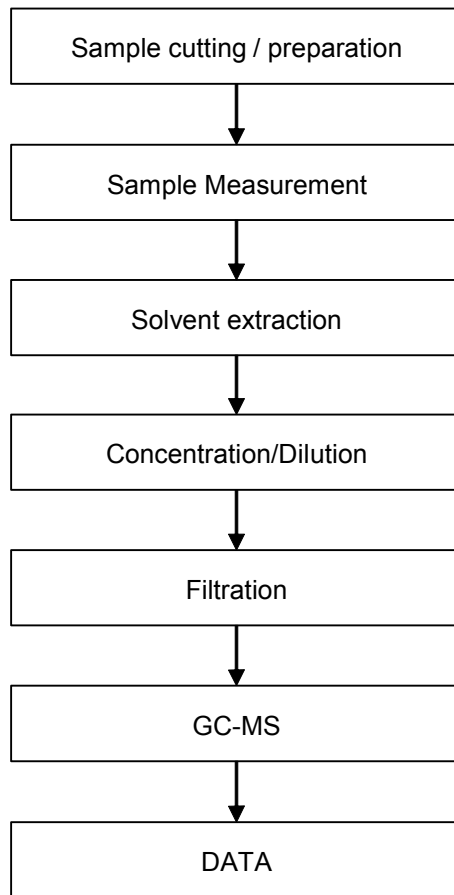 Sample cutting / preparation
Sample Measurement
Solvent extraction
Concentration/Dilution
Filtration
GC-MS
DATA